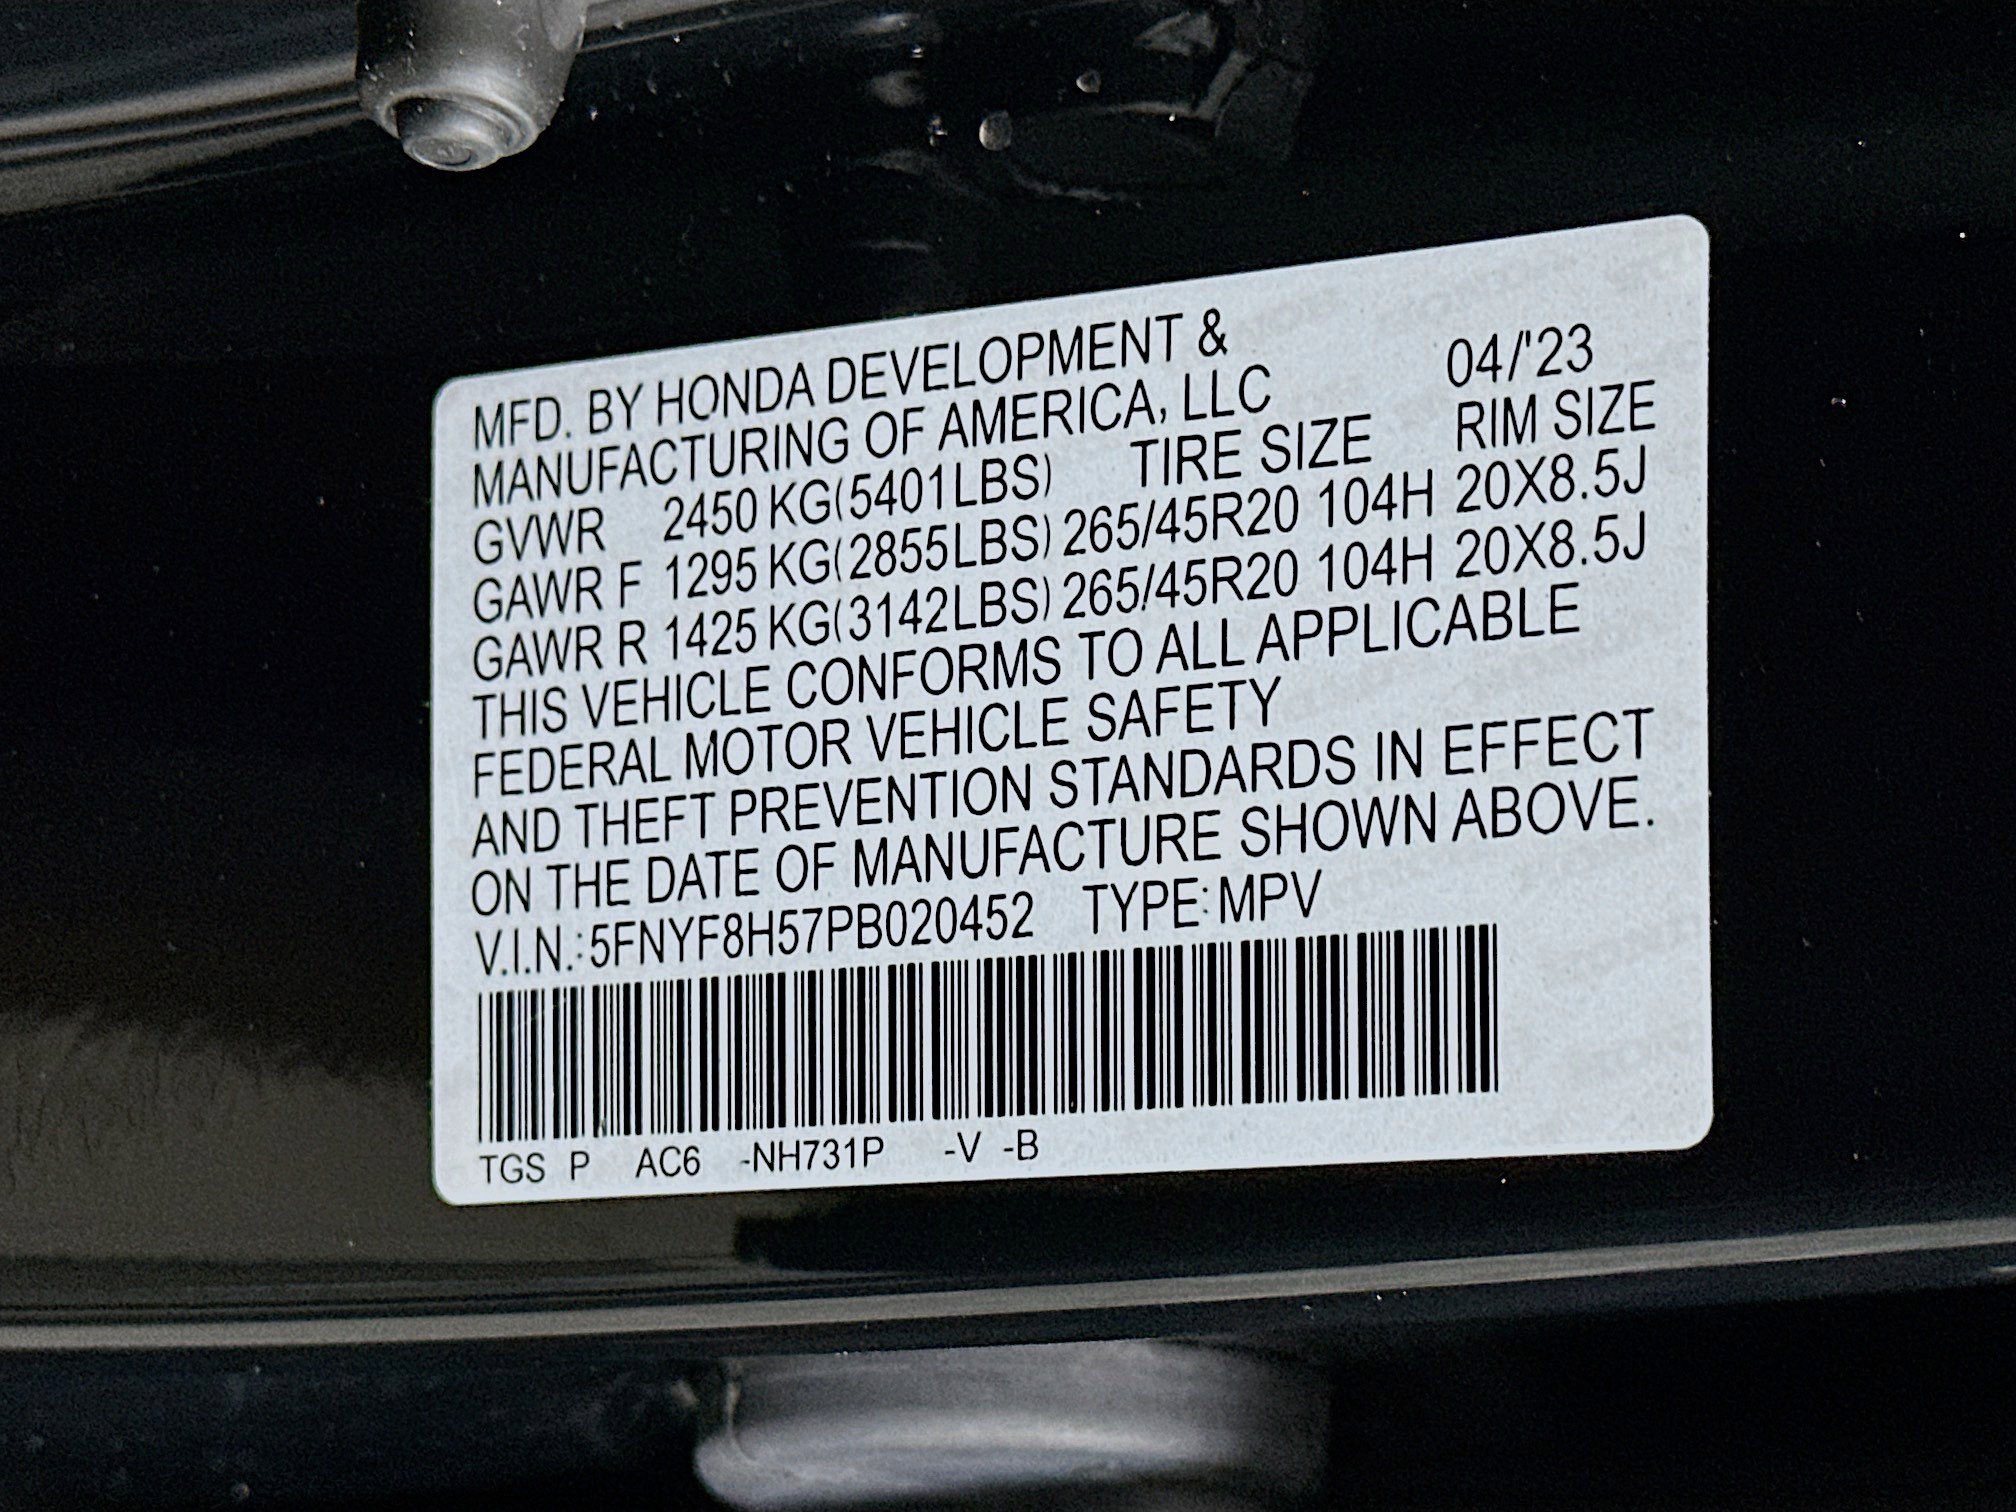 MFD. BY HONDA DEVELOPMENT &
MANUFACTURING OF AMERICA, LLC 04/'23
GVWR 2450 KG(5401LBS) TIRE SIZE RIM SIZE
GAWR F 1295 KG(2855LBS) 265/45R20 104H 20X8.5J
GAWR R 1425 KG(3142LBS) 265/45R20 104H 20X8.5J
THIS VEHICLE CONFORMS TO ALL APPLICABLE
FEDERAL MOTOR VEHICLE SAFETY
AND THEFT PREVENTION STANDARDS IN EFFECT
ON THE DATE OF MANUFACTURE SHOWN ABOVE.
V.I.N.:5FNYF8H57PB020452 TYPE:MPV
TGS P AC6 -NH731P -V -B